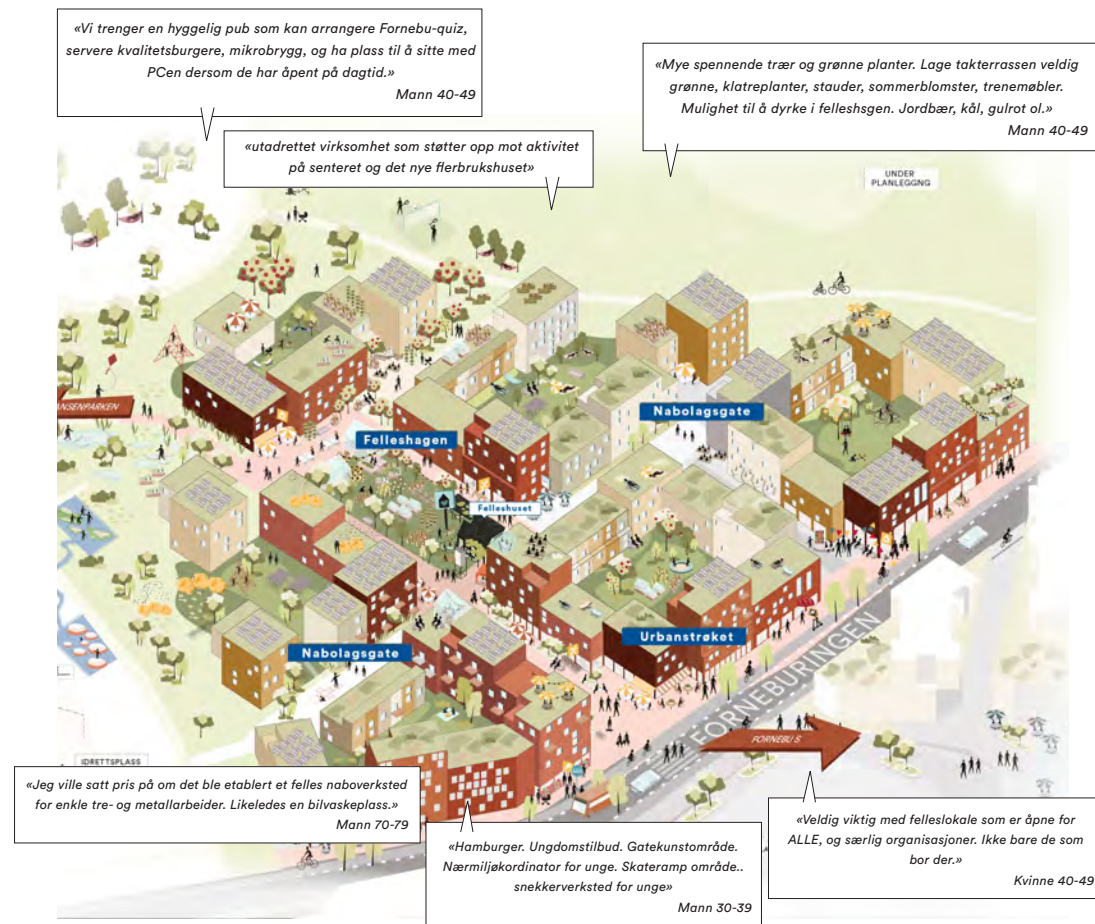 «Vi trenger en hyggelig pub som kan arrangere Fornebu-quiz,
servere kvalitetsburgere, mikrobrygg, og ha plass til å sitte med
PCen dersom de har åpent på dagtid.»
Mann 40-49
«Mye spennende trær og grønne planter. Lage takterrassen veldig
grønne, klatreplanter, stauder, sommerblomster, trenemøbler.
Mulighet til å dyrke i felleshsgen. Jordbær, kål, gulrot ol.»
Mann 40-49
«utadrettet virksomhet som støtter opp mot aktivitet
på senteret og det nye flerbrukshuset»
UNDER
PLANLEGGNG
ANSENPARKEN
Felleshagen
Nabolagsgate
Felleshuset
Nabolagsgate
Urbanstrøket
FORNEBURINGEN
FORNEBU S
IDRETTSPLASS
«Jeg ville satt pris på om det ble etablert et felles naboverksted
for enkle tre- og metallarbeider. Likeledes en bilvaskeplass.»
Mann 70-79
«Hamburger. Ungdomstilbud. Gatekunstområde.
Nærmiljøkordinator for unge. Skateramp område..
snekkerverksted for unge»
Mann 30-39
«Veldig viktig med felleslokale som er åpne for
ALLE, og særlig organisasjoner. Ikke bare de som
bor der.»
Kvinne 40-49